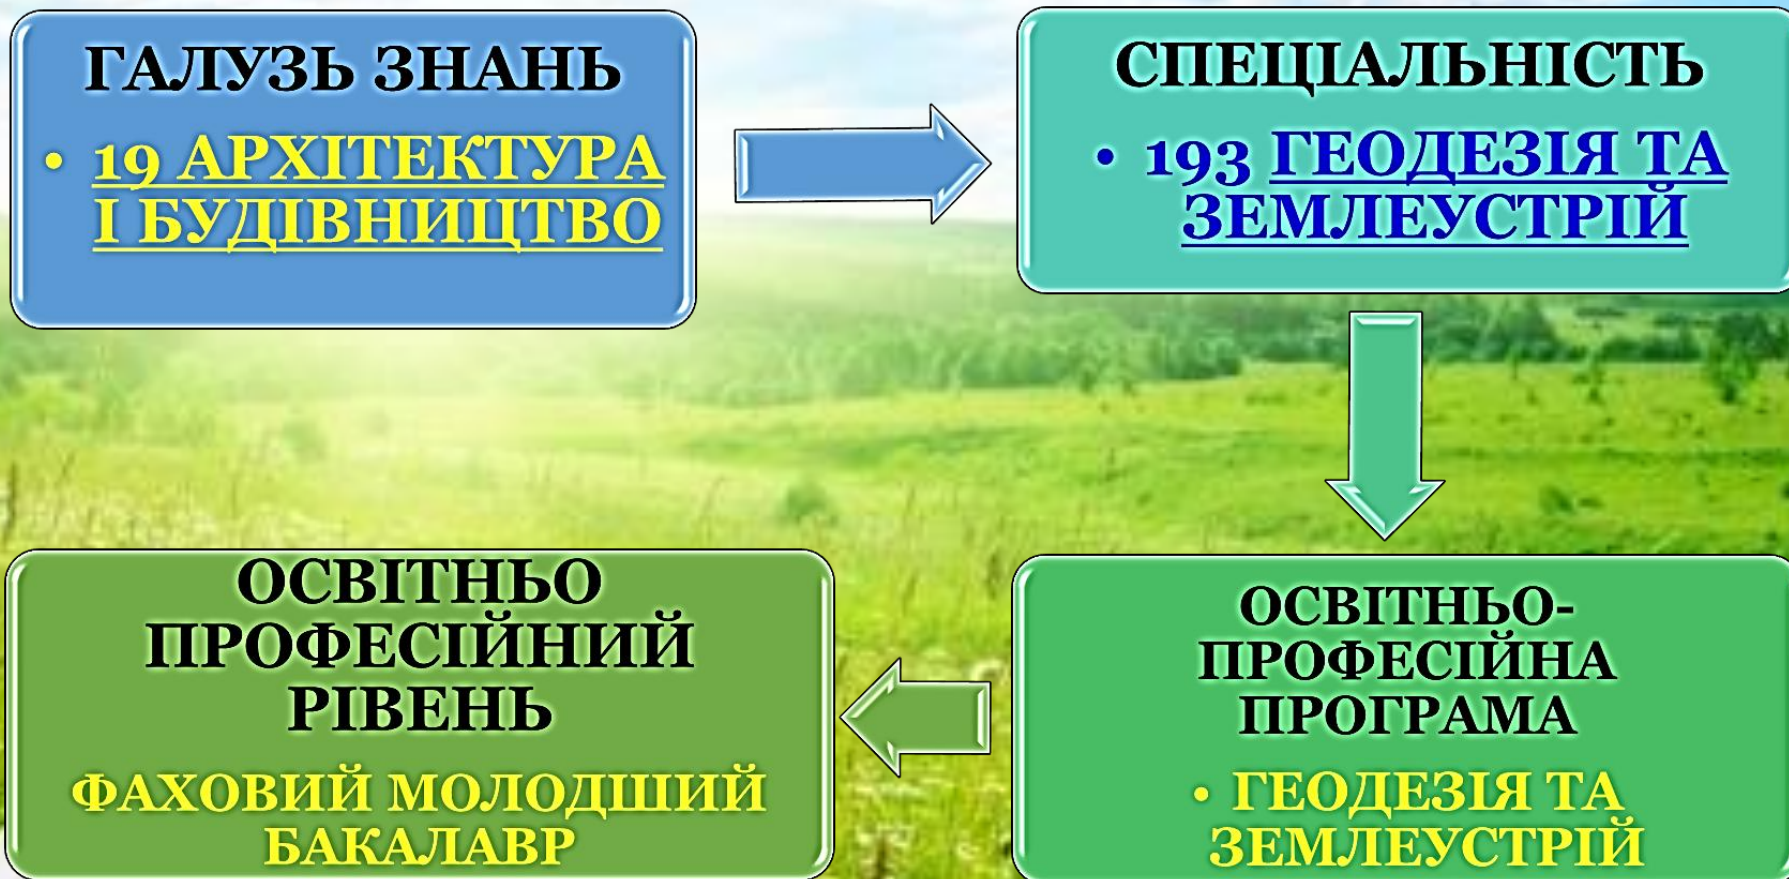 ГАЛУЗЬ ЗНАНЬ
• 19 АРХІТЕКТУРА
І БУДІВНИЦТВО
СПЕЦІАЛЬНІСТЬ
• 193 ГЕОДЕЗІЯ ТА
ЗЕМЛЕУСТРІЙ
ОСВІТНЬО-
ПРОФЕСІЙНА
ПРОГРАМА
• ГЕОДЕЗІЯ ТА
ЗЕМЛЕУСТРІЙ
ОСВІТНЬО
ПРОФЕСІЙНИЙ
РІВЕНЬ
ФАХОВИЙ МОЛОДШИЙ
БАКАЛАВР